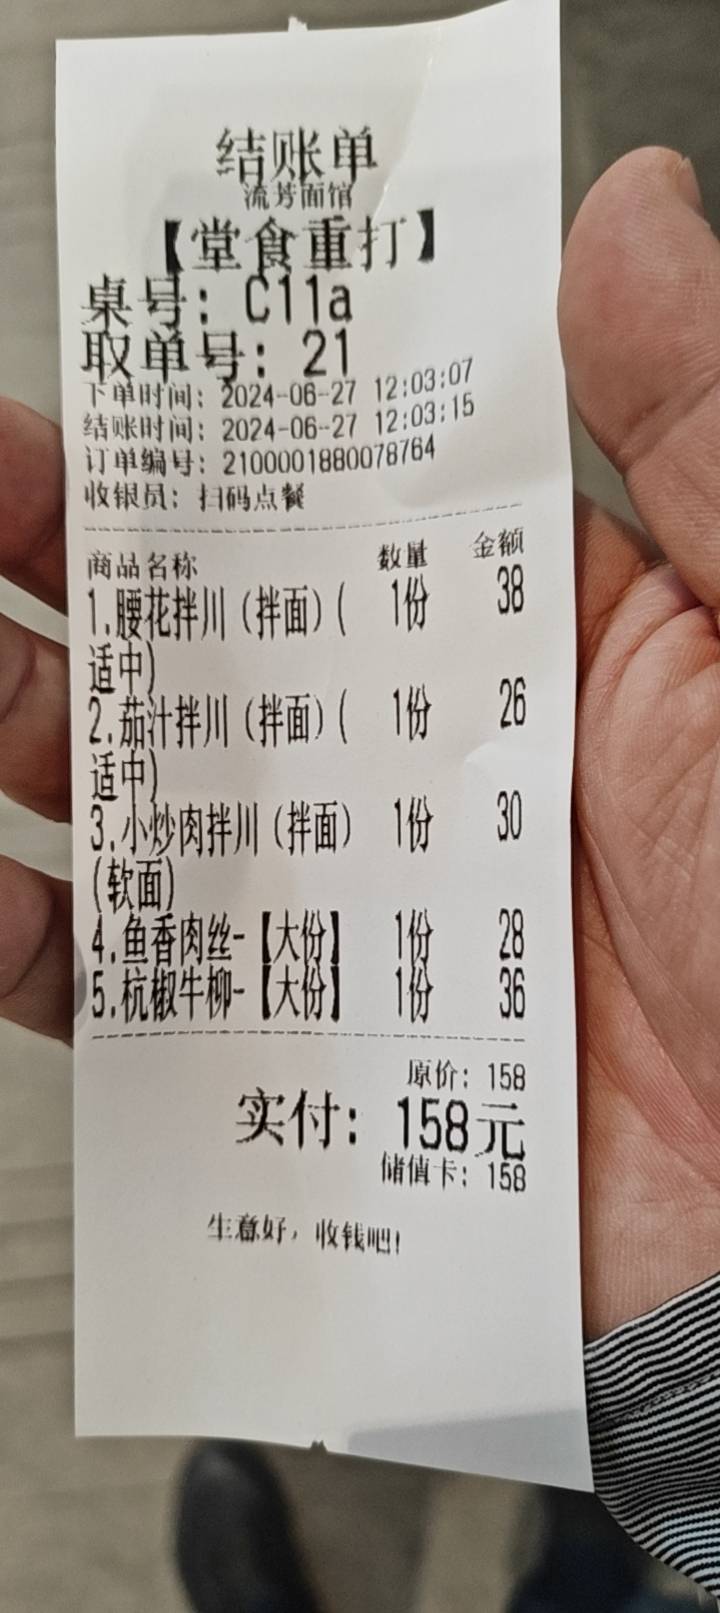 结账单
流芳面馆
【堂食重打】
桌号: C11a
取单号: 21
下单时间: 2024-06-27 12:03:07
结账时间: 2024-06-27 12:03:15
订单编号: 2100001880078764
收银员: 扫码点餐
商品名称 数量 金额
1.腰花拌川（拌面）( 1份 38
适中)
2.茄汁拌川（拌面）( 1份 26
适中)
3.小炒肉拌川（拌面） 1份 30
(软面)
4.鱼香肉丝-【大份】 1份 28
5.杭椒牛柳-【大份】 1份 36
原价: 158
实付: 158元
储值卡: 158
生意好，收钱吧!